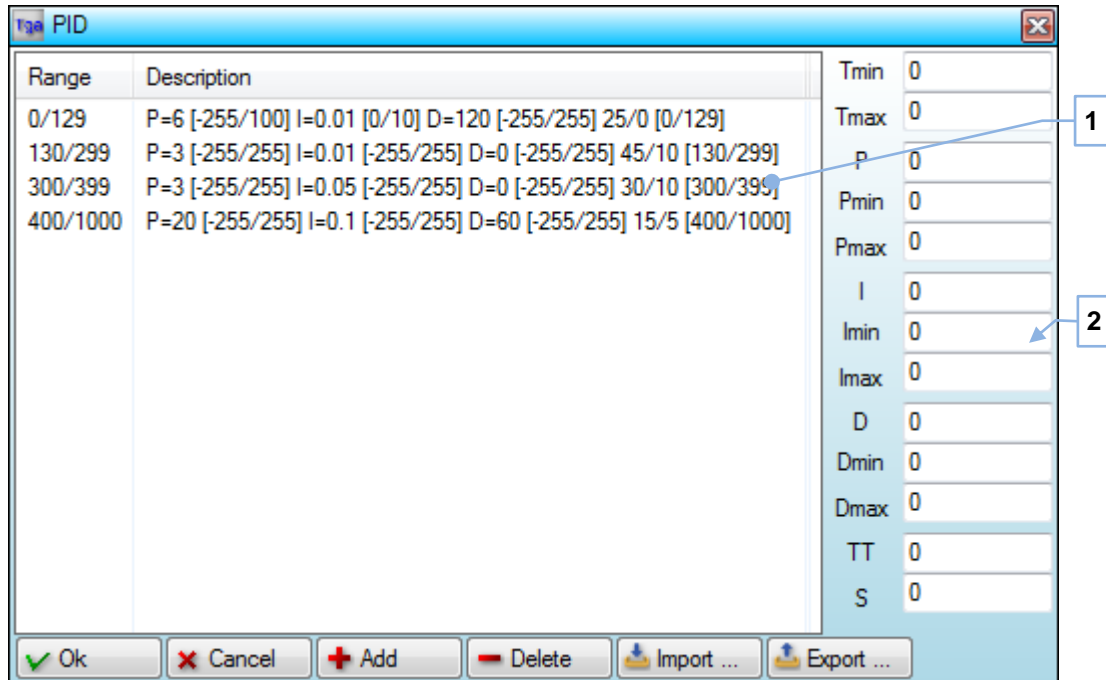 Tga PID
Range Description
0/129 P=6 [-255/100] I=0.01 [0/10] D=120 [-255/255] 25/0 [0/129]
130/299 P=3 [-255/255] I=0.01 [-255/255] D=0 [-255/255] 45/10 [130/299]
300/399 P=3 [-255/255] I=0.05 [-255/255] D=0 [-255/255] 30/10 [300/399]
400/1000 P=20 [-255/255] I=0.1 [-255/255] D=60 [-255/255] 15/5 [400/1000]
Tmin 0
Tmax 0
P 0
Pmin 0
Pmax 0
I 0
Imin 0
Imax 0
D 0
Dmin 0
Dmax 0
TT 0
S 0
1
2
Ok Cancel Add Delete Import ... Export ...